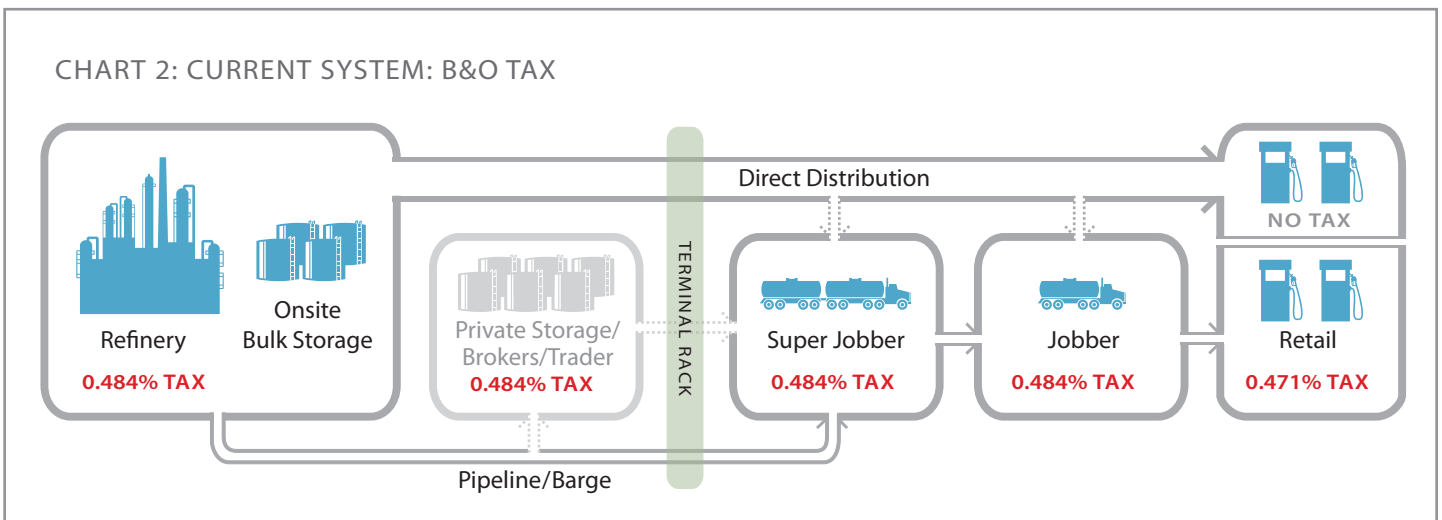 CHART 2: CURRENT SYSTEM: B&O TAX
Refinery
0.484% TAX
Onsite
Bulk Storage
Private Storage/
Brokers/Trader
0.484% TAX
Pipeline/Barge
TERMINAL RACK
Direct Distribution
Super Jobber
0.484% TAX
Jobber
0.484% TAX
NO TAX
Retail
0.471% TAX